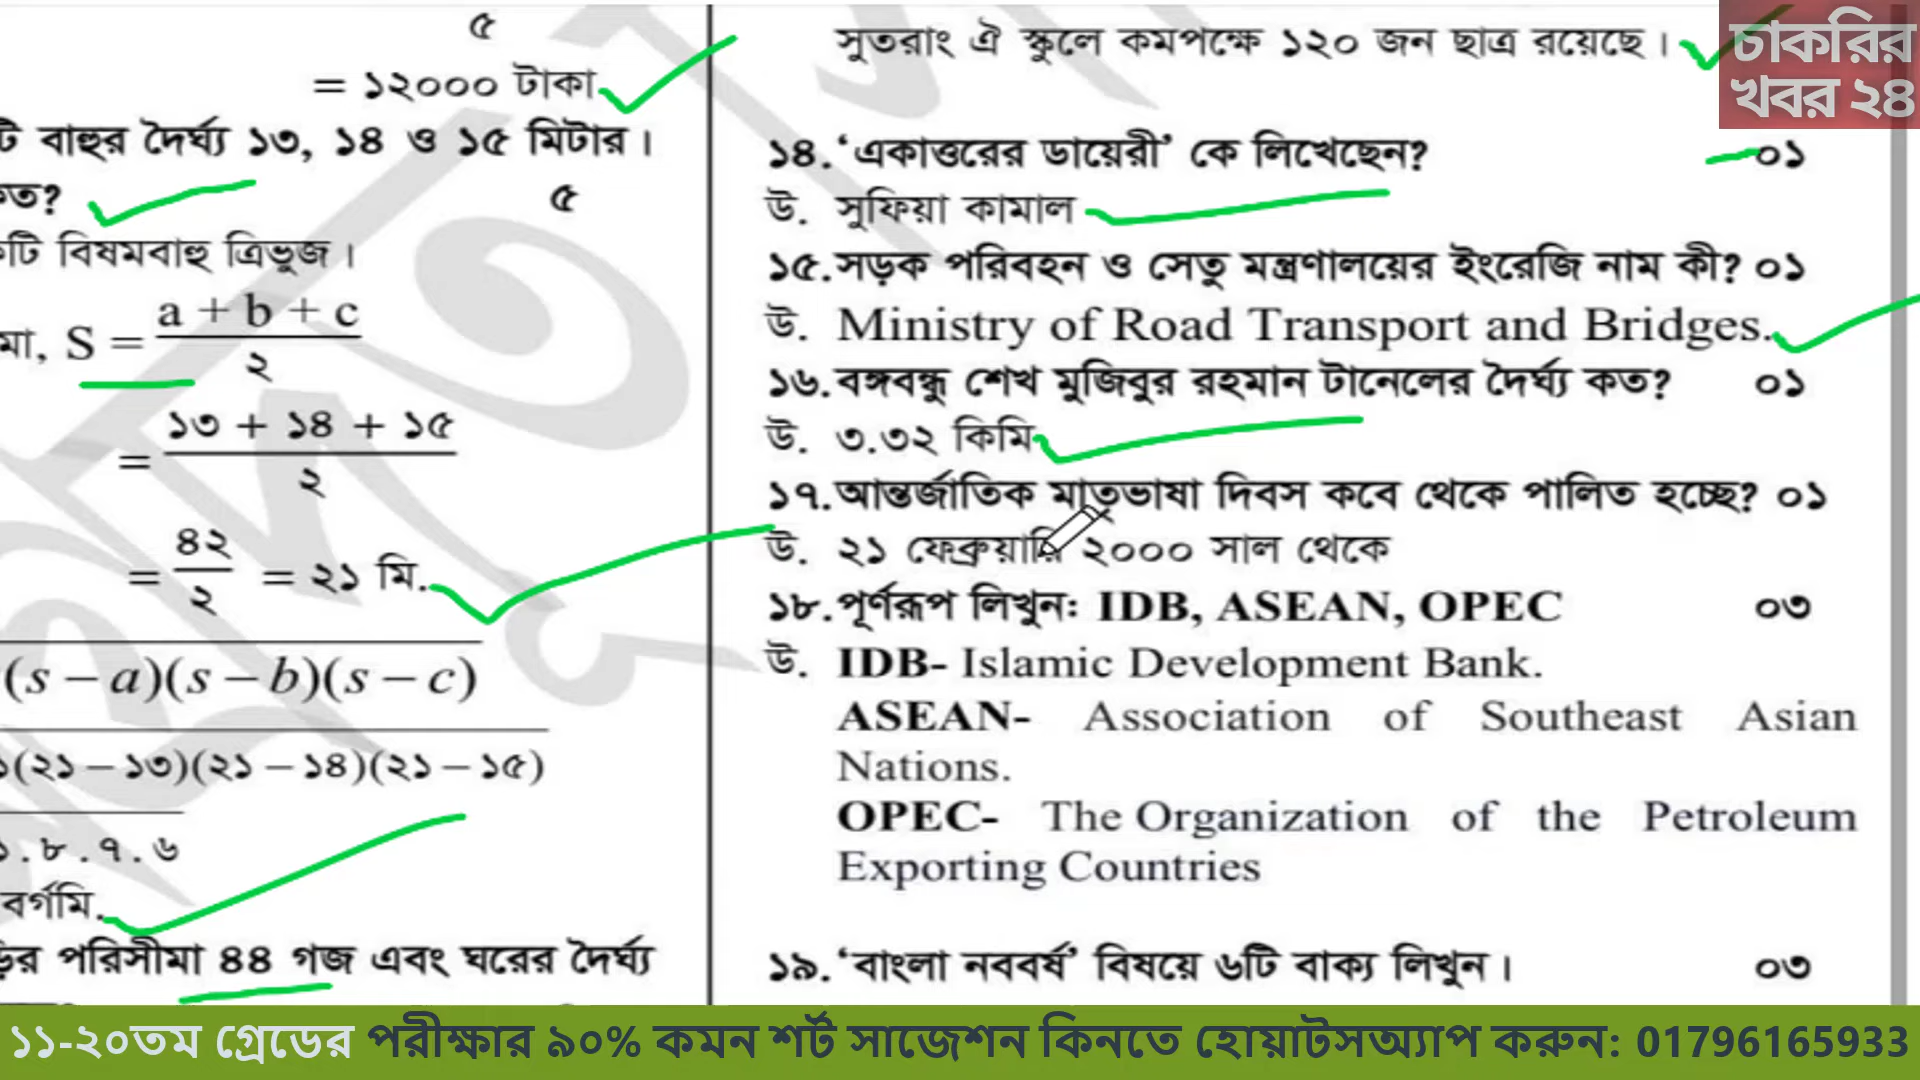 ৫
= ১২০০০ টাকা
টি বাহুর দৈর্ঘ্য ১৩, ১৪ ও ১৫ মিটার।
কত? ৫
কটি বিষমবাহু ত্রিভুজ।
মা, S = a + b + c
২
= ১৩ + ১৪ + ১৫
২
= ৪২
২
= ২১ মি.
(s – a)(s – b)(s – c)
১(২১ – ১৩)(২১ – ১৪)(২১ – ১৫)
১ . ৮ . ৭ . ৬
বর্গমি.
ড়ির পরিসীমা ৪৪ গজ এবং ঘরের দৈর্ঘ্য
সুতরাং ঐ স্কুলে কমপক্ষে ১২০ জন ছাত্র রয়েছে।
১৪. ‘একাত্তরের ডায়েরী’ কে লিখেছেন? ০১
উ. সুফিয়া কামাল
১৫. সড়ক পরিবহন ও সেতু মন্ত্রণালয়ের ইংরেজি নাম কী? ০১
উ. Ministry of Road Transport and Bridges.
১৬. বঙ্গবন্ধু শেখ মুজিবুর রহমান টানেলের দৈর্ঘ্য কত? ০১
উ. ৩.৩২ কিমি
১৭. আন্তর্জাতিক মাতৃভাষা দিবস কবে থেকে পালিত হচ্ছে? ০১
উ. ২১ ফেব্রুয়ারি ২০০০ সাল থেকে
১৮. পূর্ণরূপ লিখুনঃ IDB, ASEAN, OPEC ০৩
উ. IDB- Islamic Development Bank.
ASEAN- Association of Southeast Asian
Nations.
OPEC- The Organization of the Petroleum
Exporting Countries
১৯. ‘বাংলা নববর্ষ’ বিষয়ে ৬টি বাক্য লিখুন। ০৩
চাকরির
খবর ২৪
১১-২০তম গ্রেডের পরীক্ষার ৯০% কমন শর্ট সাজেশন কিনতে হোয়াটসঅ্যাপ করুন: 01796165933